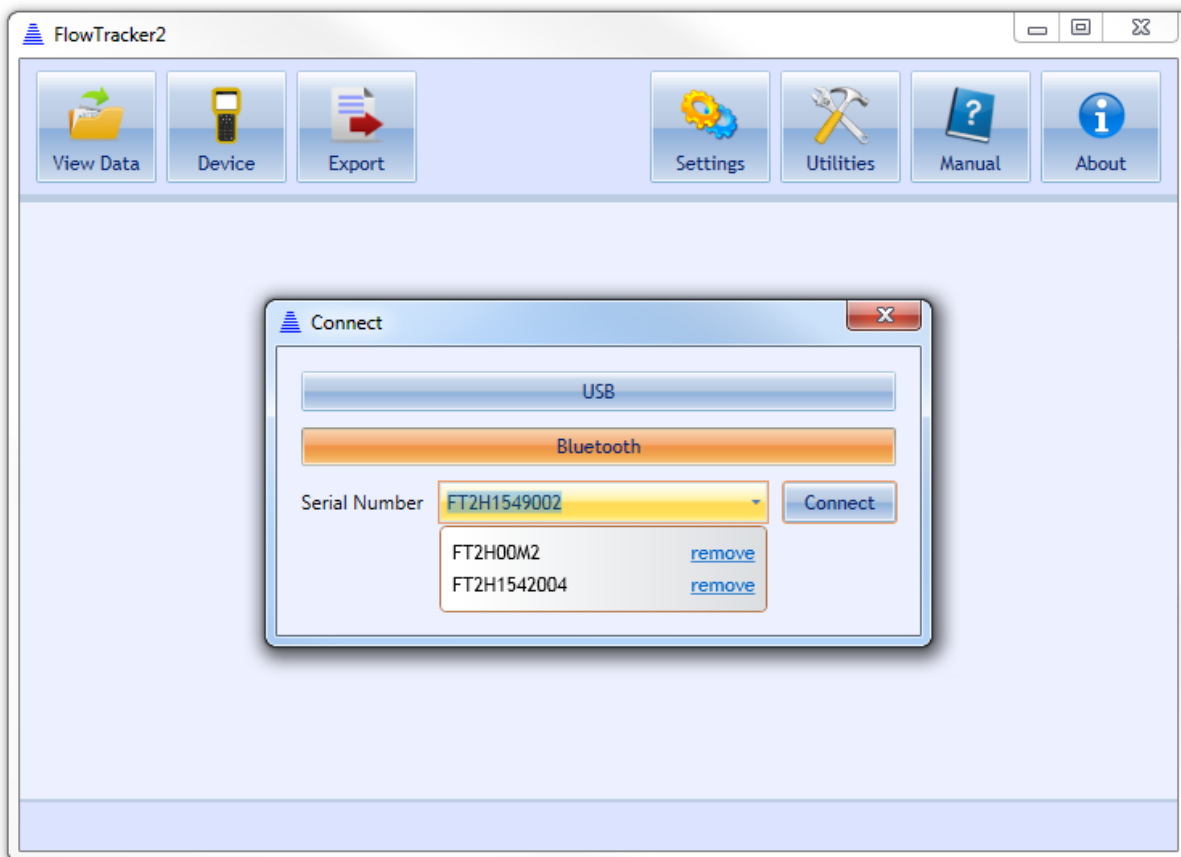 FlowTracker2
View Data Device Export Settings Utilities Manual About
Connect
USB
Bluetooth
Serial Number FT2H1549002 Connect
FT2H00M2 remove
FT2H1542004 remove